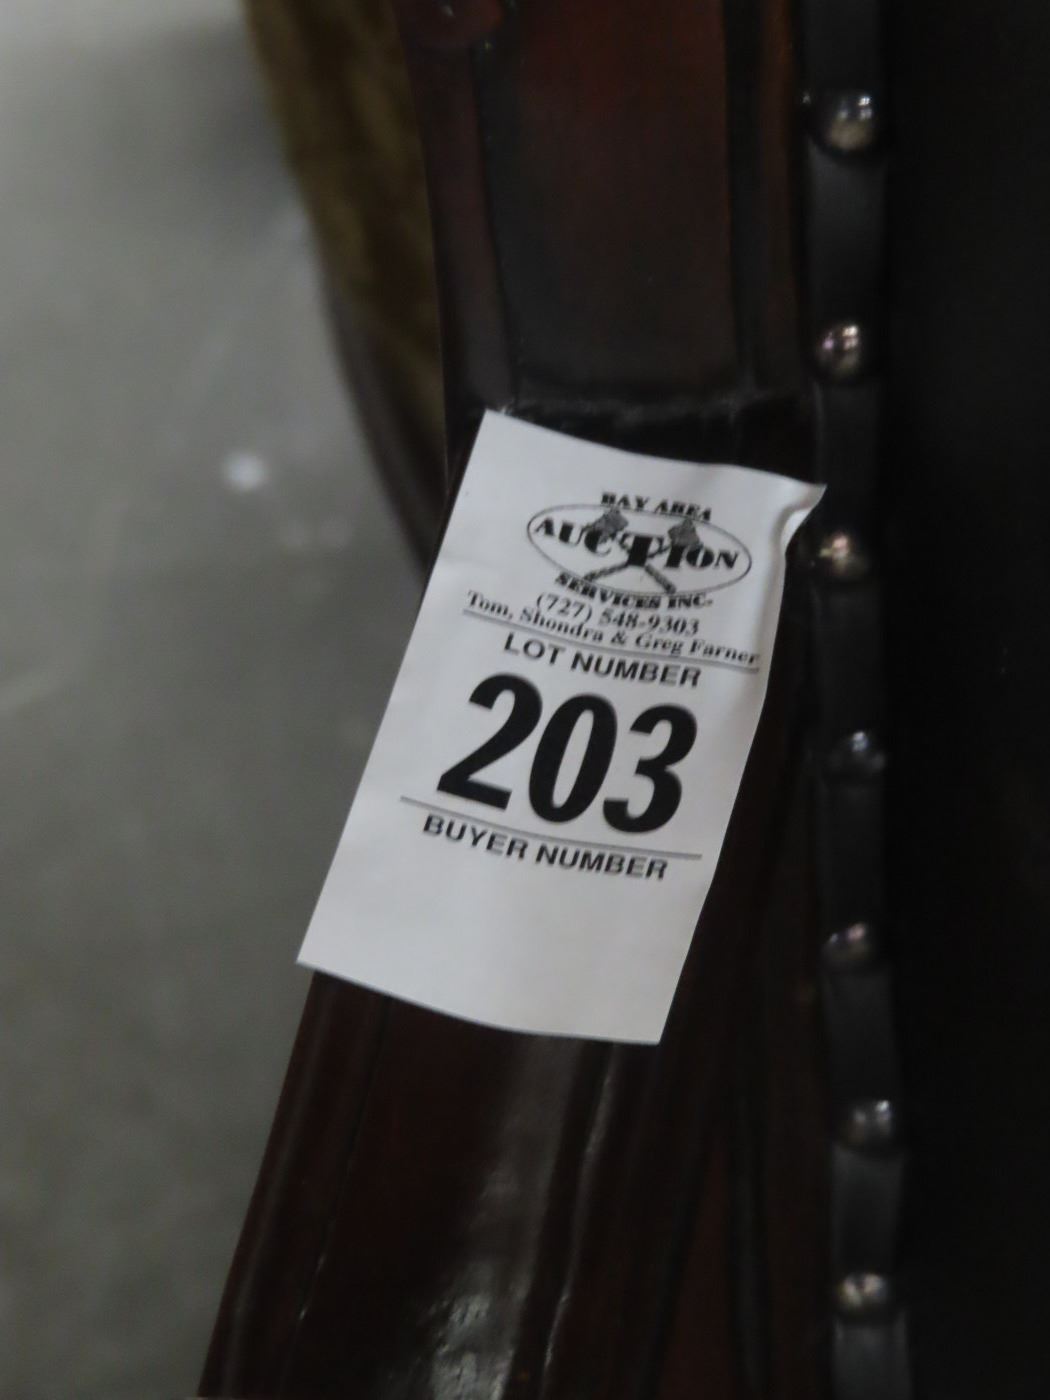 BAY AREA
AUCTION
SERVICES INC.
(727) 548-9303
Tom, Shondra & Greg Farner
LOT NUMBER
203
BUYER NUMBER